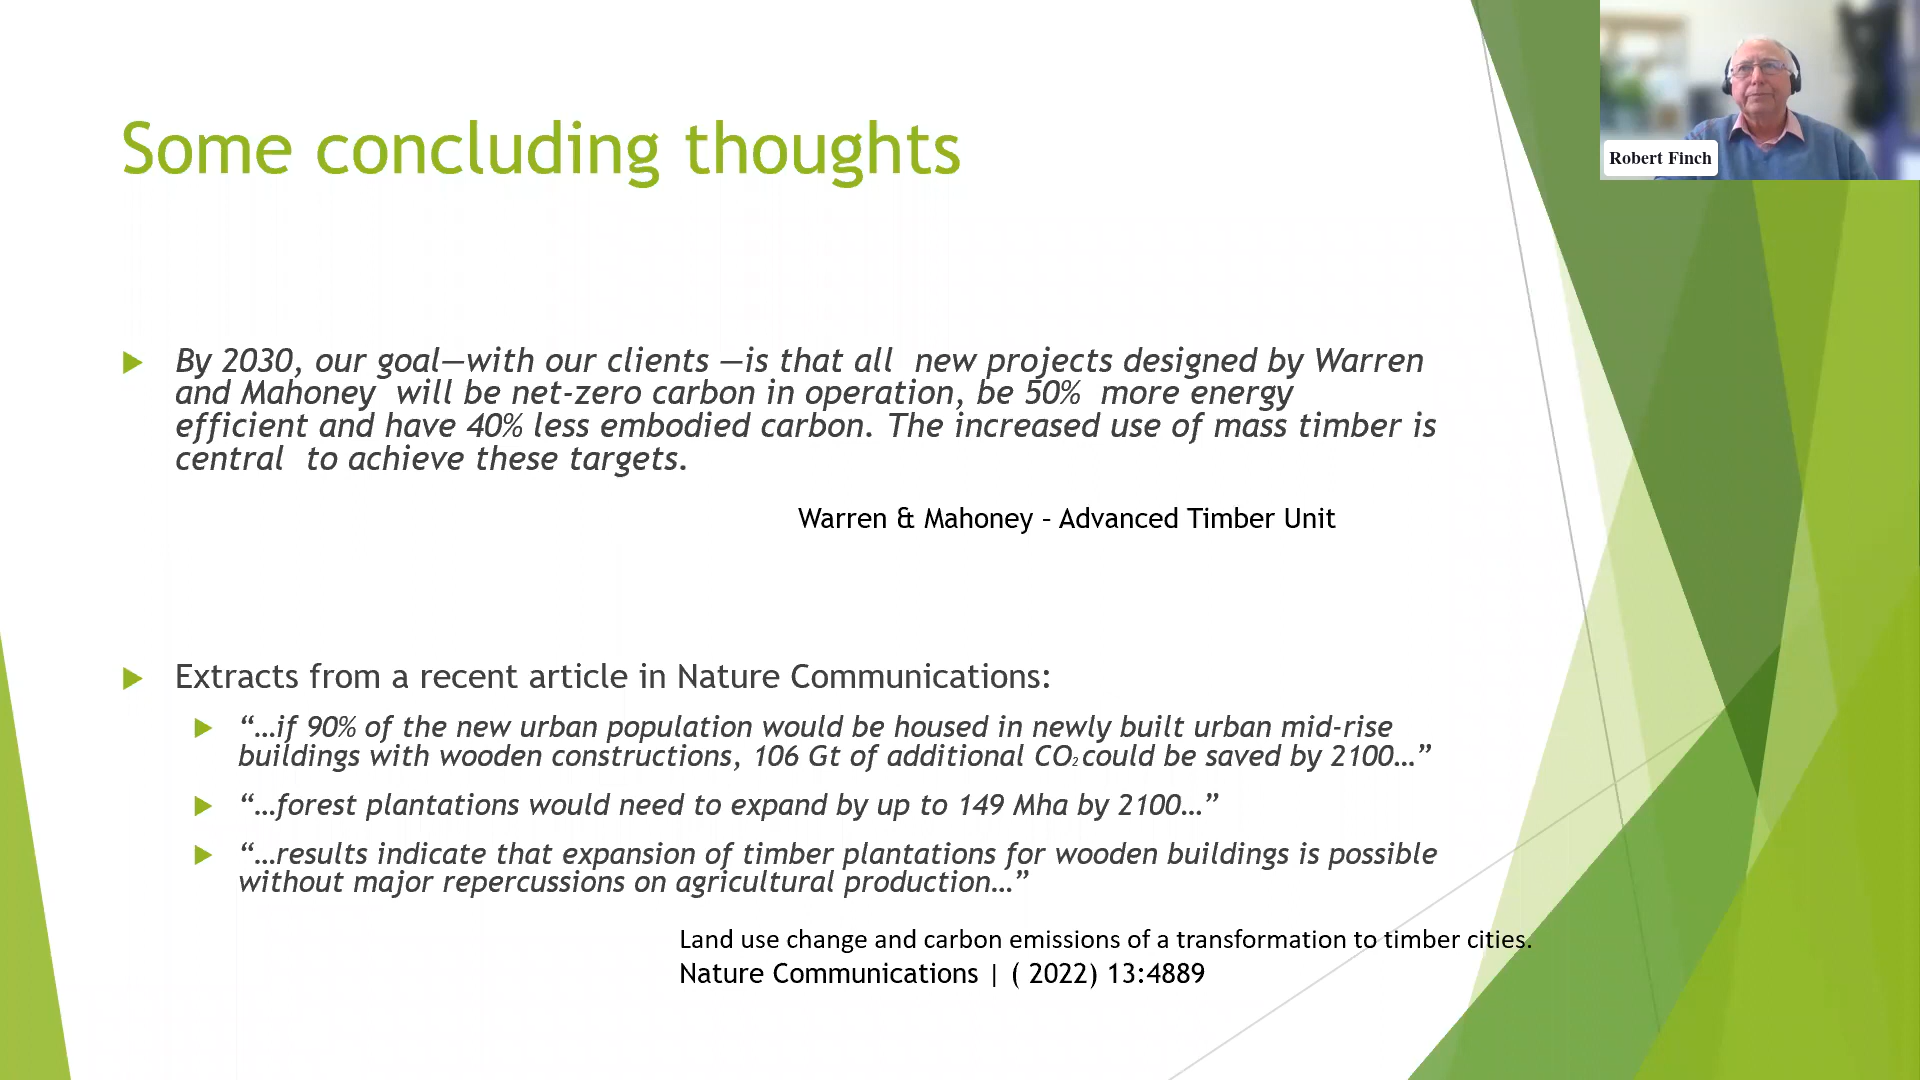 Some concluding thoughts
Robert Finch
By 2030, our goal—with our clients —is that all  new projects designed by Warren
and Mahoney  will be net-zero carbon in operation, be 50%  more energy
efficient and have 40% less embodied carbon. The increased use of mass timber is
central  to achieve these targets.
Warren & Mahoney – Advanced Timber Unit
Extracts from a recent article in Nature Communications:
“…if 90% of the new urban population would be housed in newly built urban mid-rise
buildings with wooden constructions, 106 Gt of additional CO₂ could be saved by 2100…”
“…forest plantations would need to expand by up to 149 Mha by 2100…”
“…results indicate that expansion of timber plantations for wooden buildings is possible
without major repercussions on agricultural production…”
Land use change and carbon emissions of a transformation to timber cities.
Nature Communications | ( 2022) 13:4889